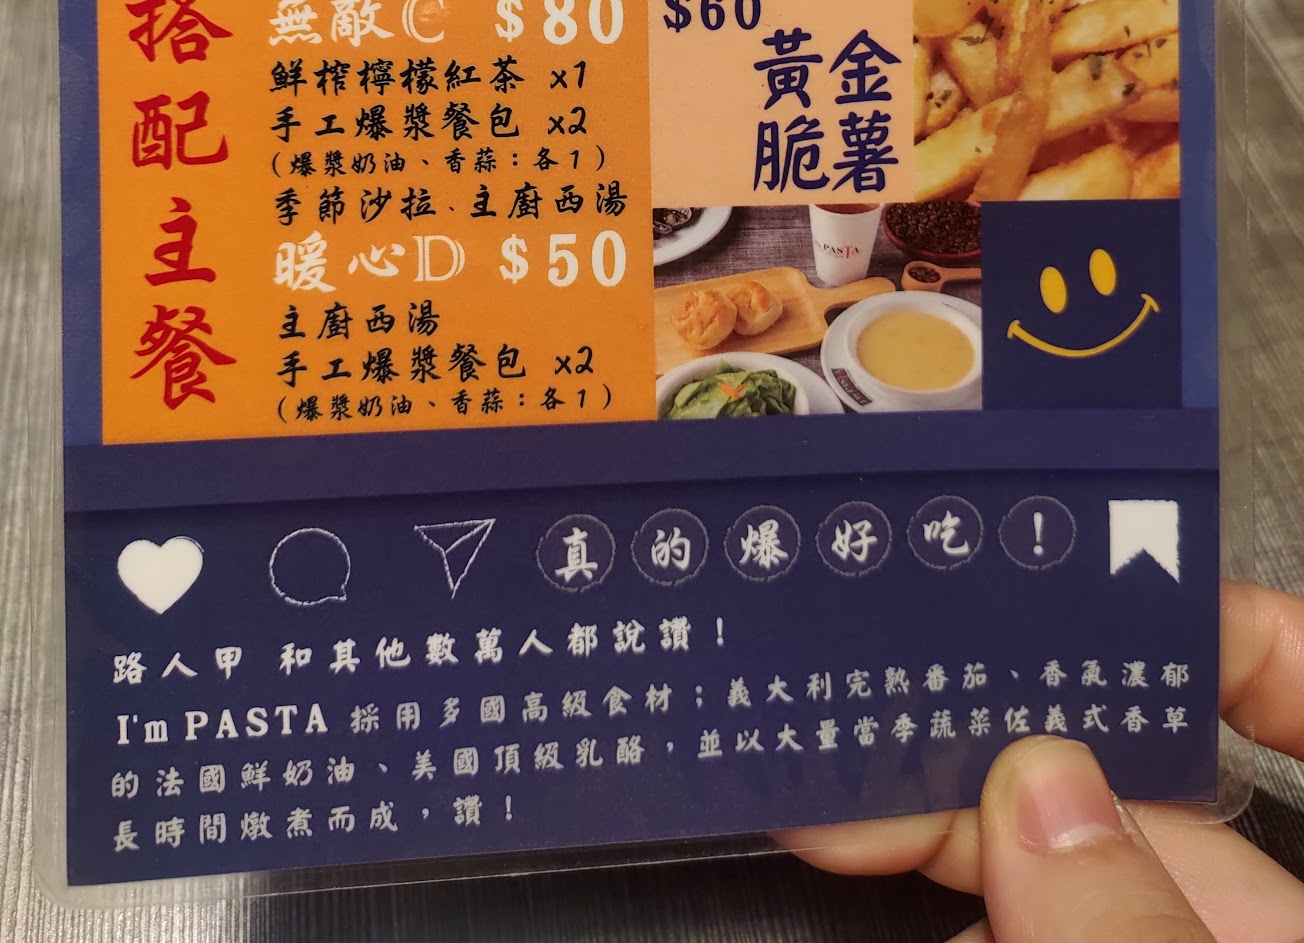 搭配主餐
無敵C $80
鮮榨檸檬紅茶 x1
手工爆漿餐包 x2
(爆漿奶油、香蒜：各1)
季節沙拉、主廚西湯
暖心D $50
主廚西湯
手工爆漿餐包 x2
(爆漿奶油、香蒜：各1)
$60
黃金
脆薯
I'm PASTA
真的爆好吃！
路人甲 和其他數萬人都說讚！
I'm PASTA 採用多國高級食材；義大利完熟番茄、香氣濃郁
的法國鮮奶油、美國頂級乳酪，並以大量當季蔬菜佐義式香草
長時間燉煮而成，讚！